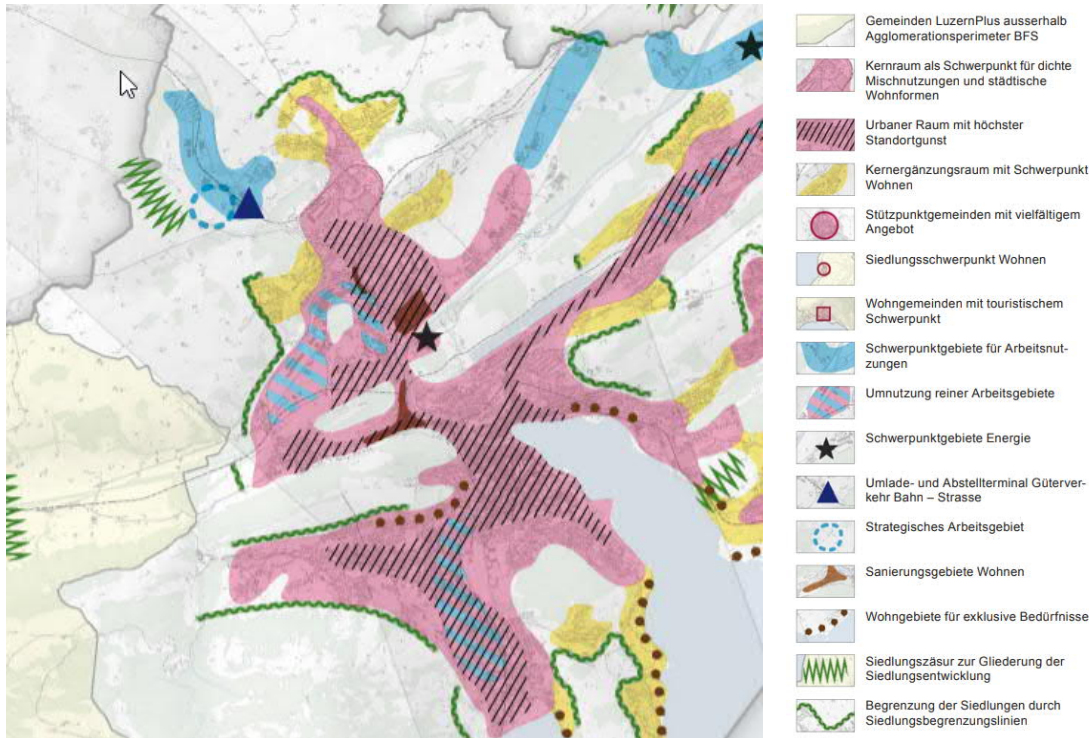 Gemeinden LuzernPlus ausserhalb
Agglomerationsperimeter BFS
Kernraum als Schwerpunkt für dichte
Mischnutzungen und städtische
Wohnformen
Urbaner Raum mit höchster
Standortgunst
Kernergänzungsraum mit Schwerpunkt
Wohnen
Stützpunktgemeinden mit vielfältigem
Angebot
Siedlungsschwerpunkt Wohnen
Wohngemeinden mit touristischem
Schwerpunkt
Schwerpunktgebiete für Arbeitsnut-
zungen
Umnutzung reiner Arbeitsgebiete
Schwerpunktgebiete Energie
Umlade- und Abstellterminal Güterver-
kehr Bahn – Strasse
Strategisches Arbeitsgebiet
Sanierungsgebiete Wohnen
Wohngebiete für exklusive Bedürfnisse
Siedlungszäsur zur Gliederung der
Siedlungsentwicklung
Begrenzung der Siedlungen durch
Siedlungsbegrenzungslinien